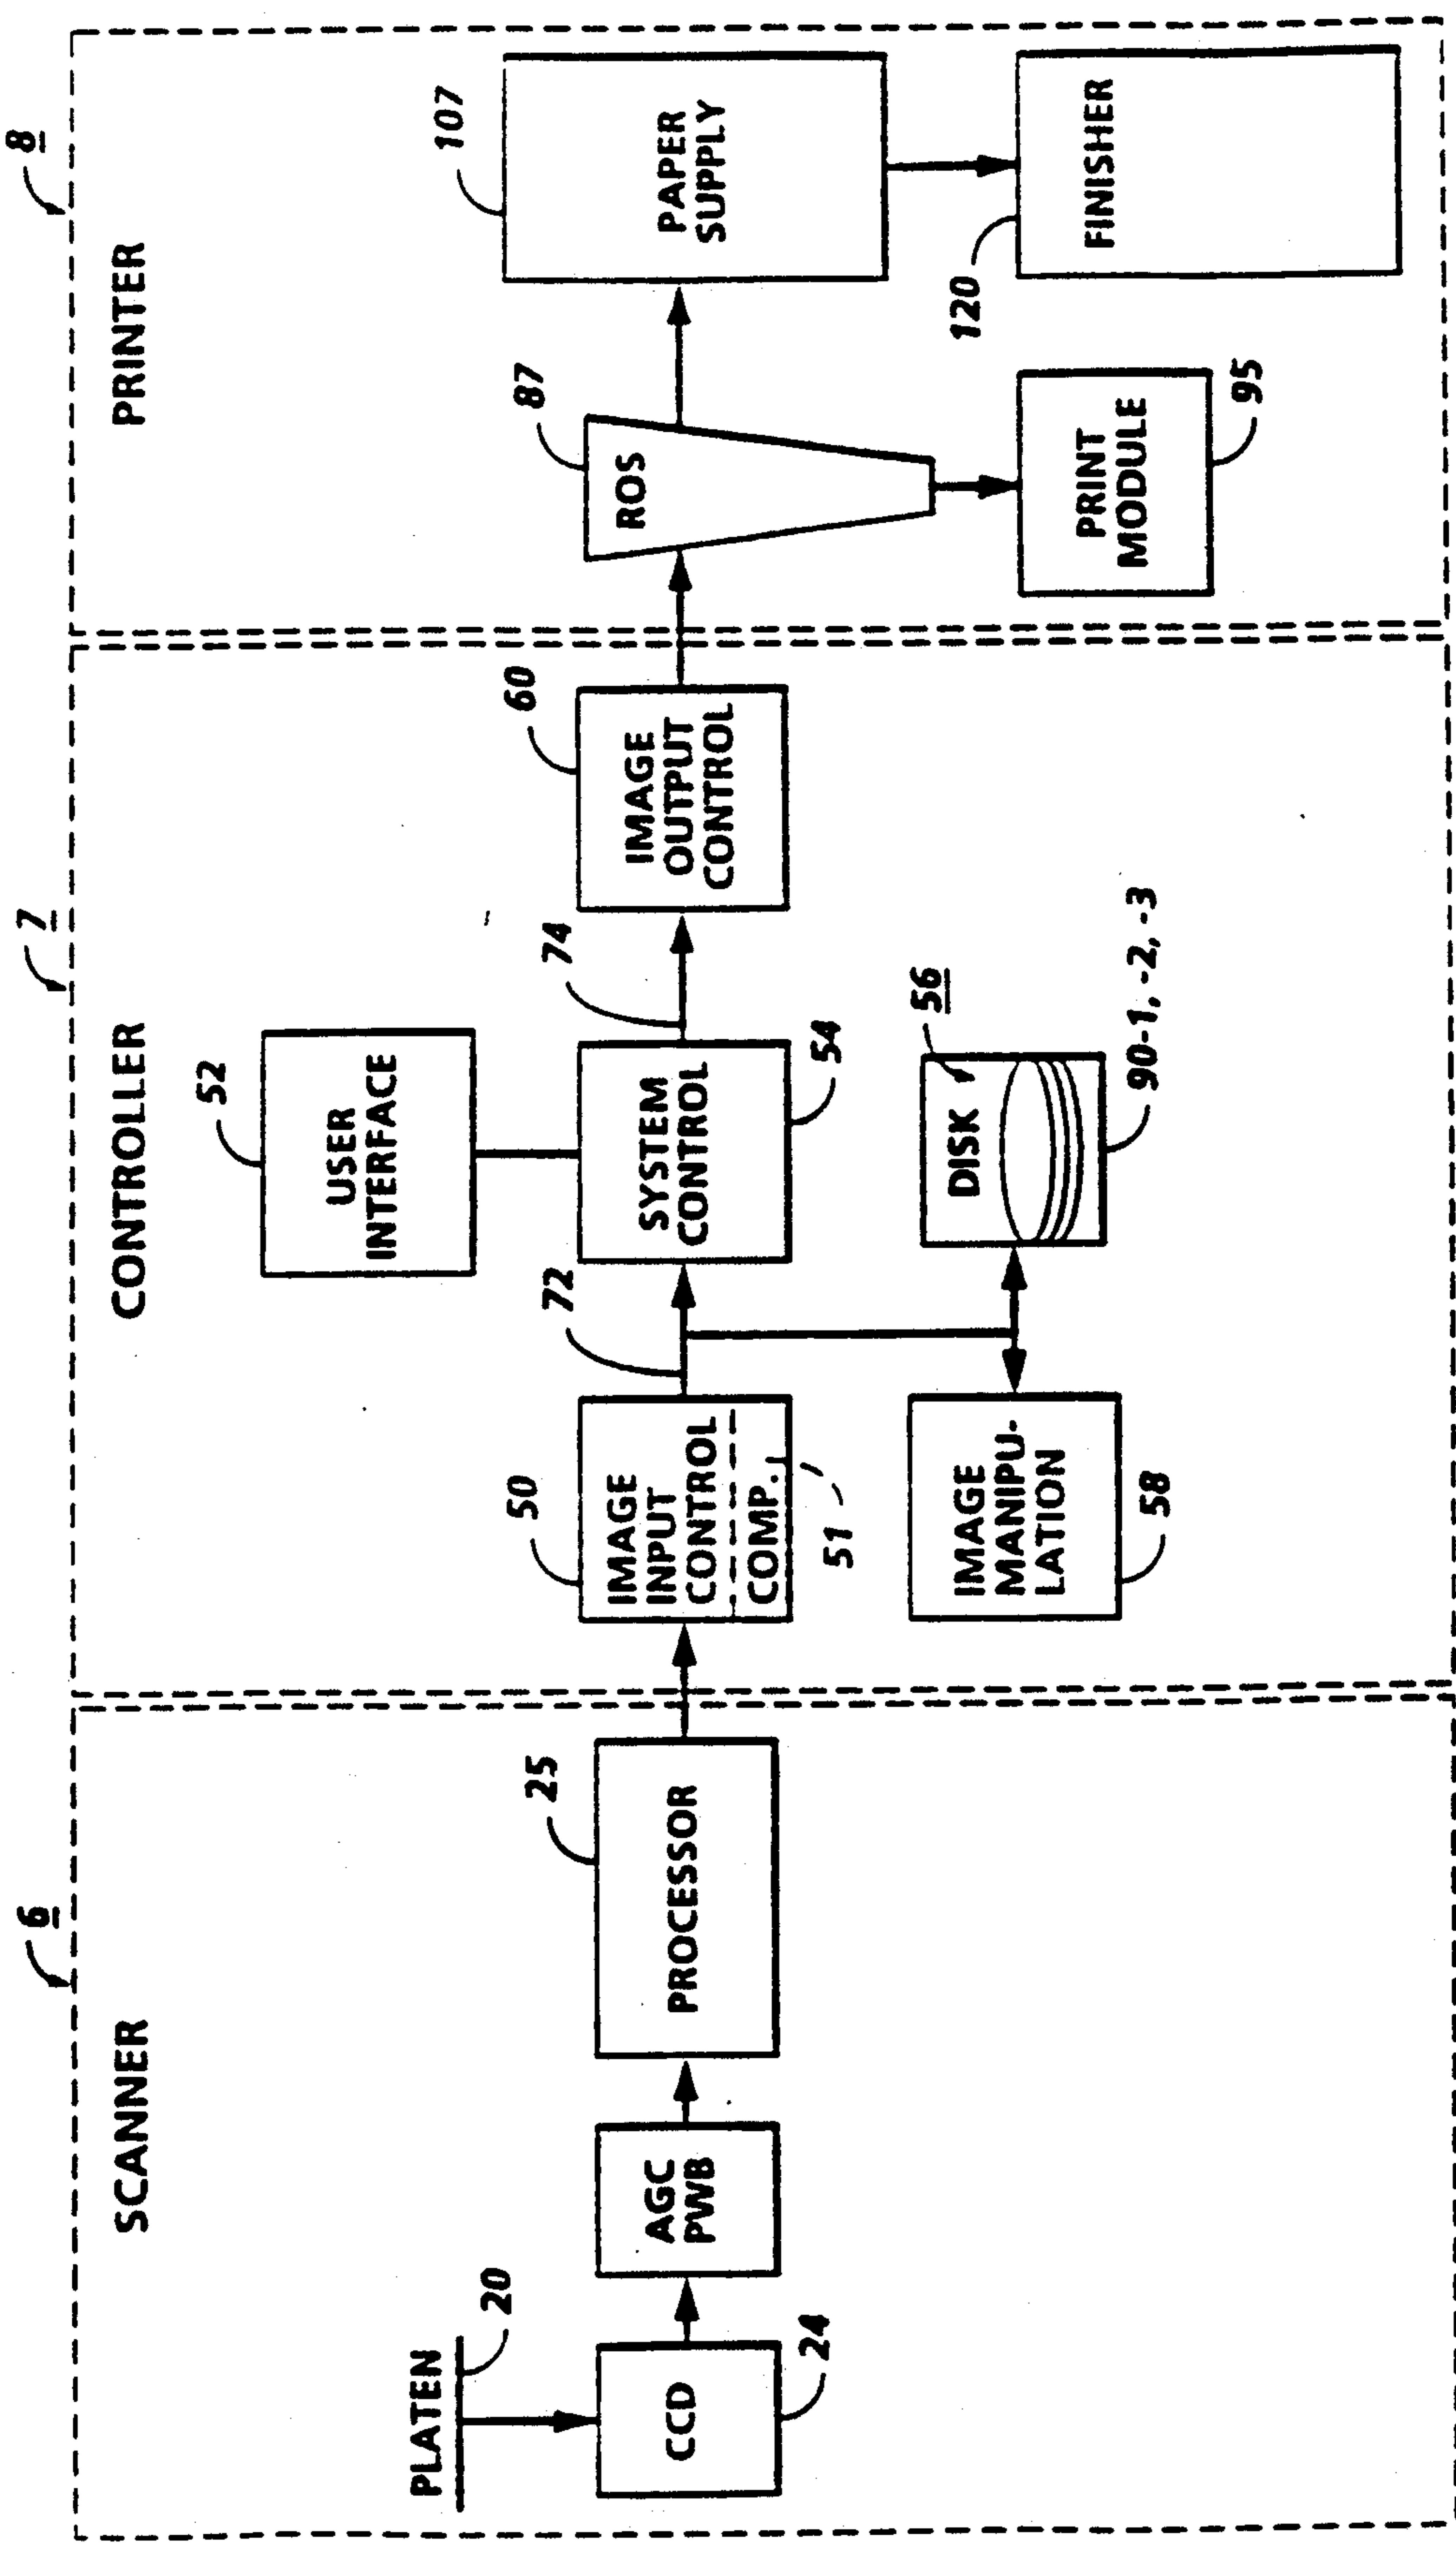 6
SCANNER
PLATEN
20
CCD
24
AGC
PWB
PROCESSOR
25
7
CONTROLLER
USER
INTERFACE
52
IMAGE
INPUT
CONTROL
COMP.
50
51
72
SYSTEM
CONTROL
54
74
IMAGE
OUTPUT
CONTROL
60
IMAGE
MANIPU-
LATION
58
DISK
56
90-1, -2, -3
8
PRINTER
ROS
87
PAPER
SUPPLY
107
PRINT
MODULE
95
FINISHER
120